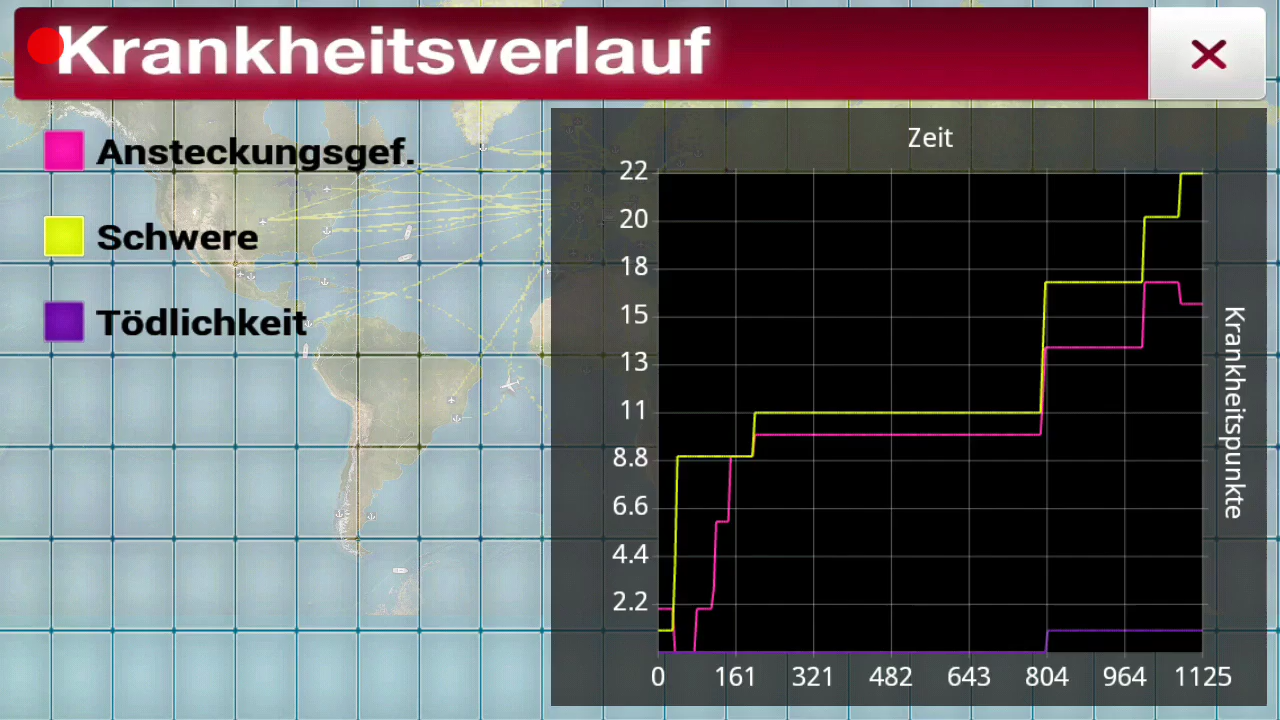 Krankheitsverlauf
Ansteckungsgef.
Schwere
Tödlichkeit
Zeit
22
20
18
15
13
11
8.8
6.6
4.4
2.2
0 161 321 482 643 804 964 1125
Krankheitspunkte